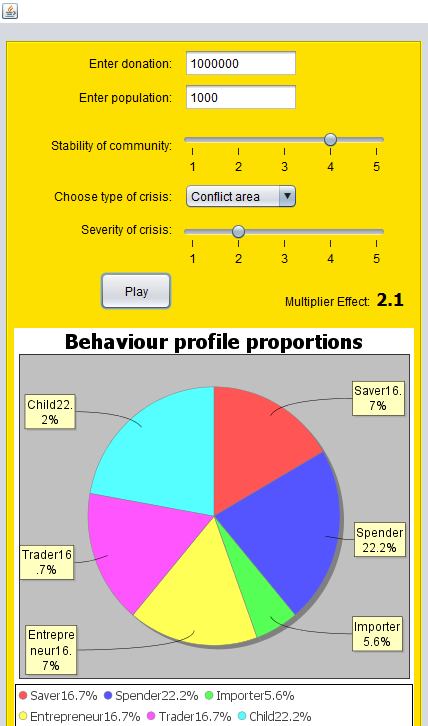 Enter donation: 1000000
Enter population: 1000
Stability of community:
1 2 3 4 5
Choose type of crisis: Conflict area
Severity of crisis:
1 2 3 4 5
Play
Multiplier Effect: 2.1
Behaviour profile proportions
Child22.
2%
Saver16.
7%
Spender
22.2%
Trader16
.7%
Importer
5.6%
Entrepre
neur16.
7%
Saver16.7% Spender22.2% Importer5.6%
Entrepreneur16.7% Trader16.7% Child22.2%